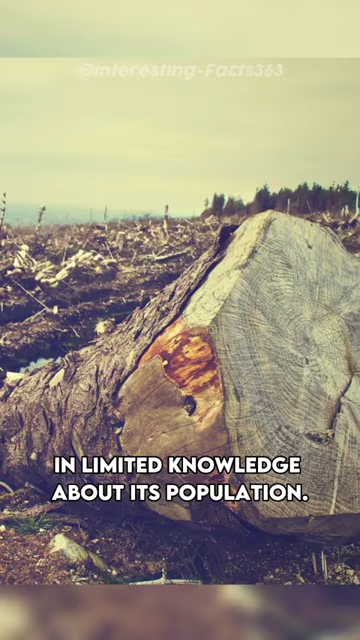 @Interesting-Facts363
IN LIMITED KNOWLEDGE
ABOUT ITS POPULATION.